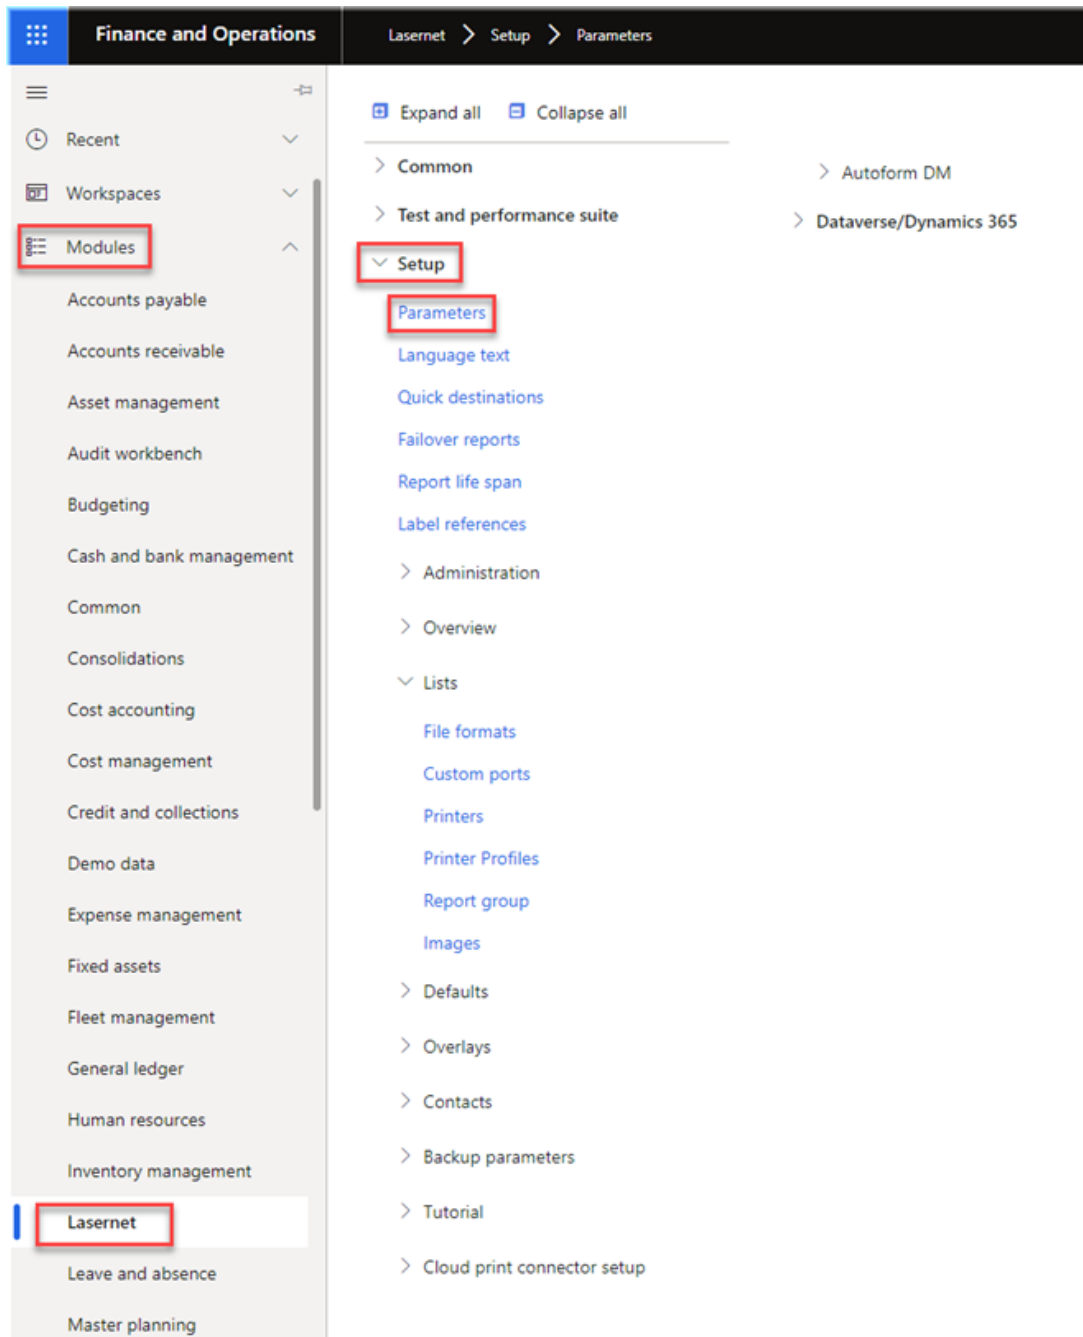 Finance and Operations
Lasernet > Setup > Parameters
Recent
Workspaces
Modules
Accounts payable
Accounts receivable
Asset management
Audit workbench
Budgeting
Cash and bank management
Common
Consolidations
Cost accounting
Cost management
Credit and collections
Demo data
Expense management
Fixed assets
Fleet management
General ledger
Human resources
Inventory management
Lasernet
Leave and absence
Master planning
Expand all
Collapse all
Common
Test and performance suite
Setup
Parameters
Language text
Quick destinations
Failover reports
Report life span
Label references
Administration
Overview
Lists
File formats
Custom ports
Printers
Printer Profiles
Report group
Images
Defaults
Overlays
Contacts
Backup parameters
Tutorial
Cloud print connector setup
Autoform DM
Dataverse/Dynamics 365